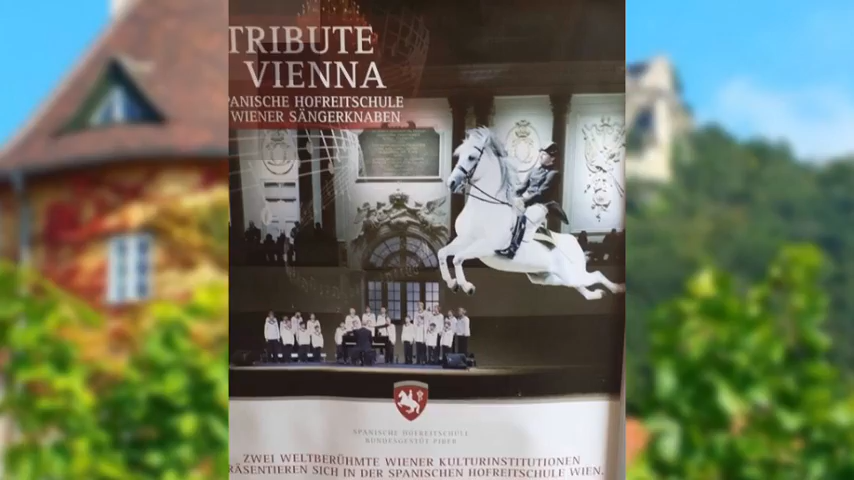 TRIBUTE
VIENNA
PANISCHE HOFREITSCHULE
WIENER SÄNGERKNABEN
SPANISCHE HOFREITSCHULE
BUNDESGESTÜT PIBER
ZWEI WELTBERÜHMTE WIENER KULTURINSTITUTIONEN
RÄSENTIEREN SICH IN DER SPANISCHEN HOFREITSCHULE WIEN.